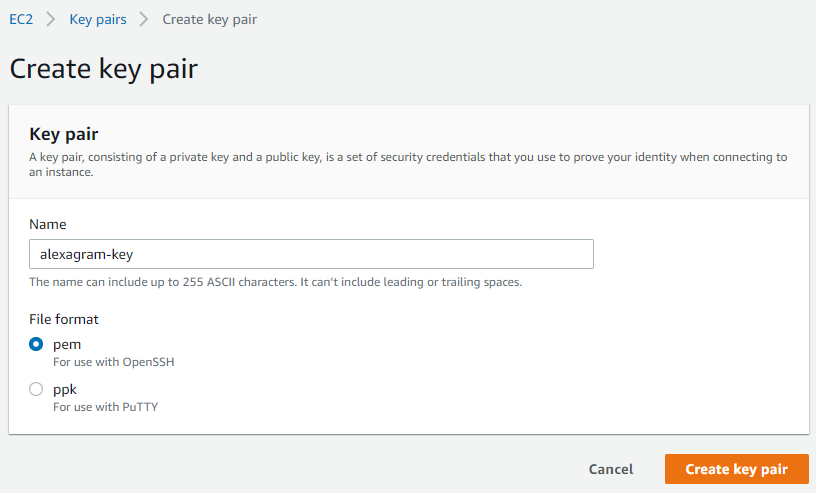 EC2 > Key pairs > Create key pair
Create key pair
Key pair
A key pair, consisting of a private key and a public key, is a set of security credentials that you use to prove your identity when connecting to
an instance.
Name
alexagram-key
The name can include up to 255 ASCII characters. It can't include leading or trailing spaces.
File format
pem
For use with OpenSSH
ppk
For use with PuTTY
Cancel Create key pair